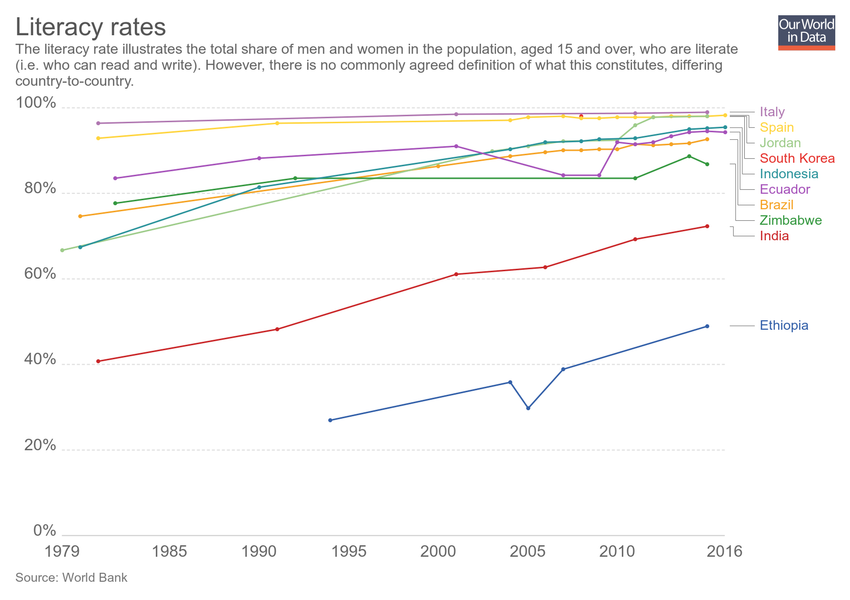 Literacy rates
Our World
in Data
The literacy rate illustrates the total share of men and women in the population, aged 15 and over, who are literate
(i.e. who can read and write). However, there is no commonly agreed definition of what this constitutes, differing
country-to-country.
100%
80%
60%
40%
20%
0%
Italy
Spain
Jordan
South Korea
Indonesia
Ecuador
Brazil
Zimbabwe
India
Ethiopia
1979 1985 1990 1995 2000 2005 2010 2016
Source: World Bank